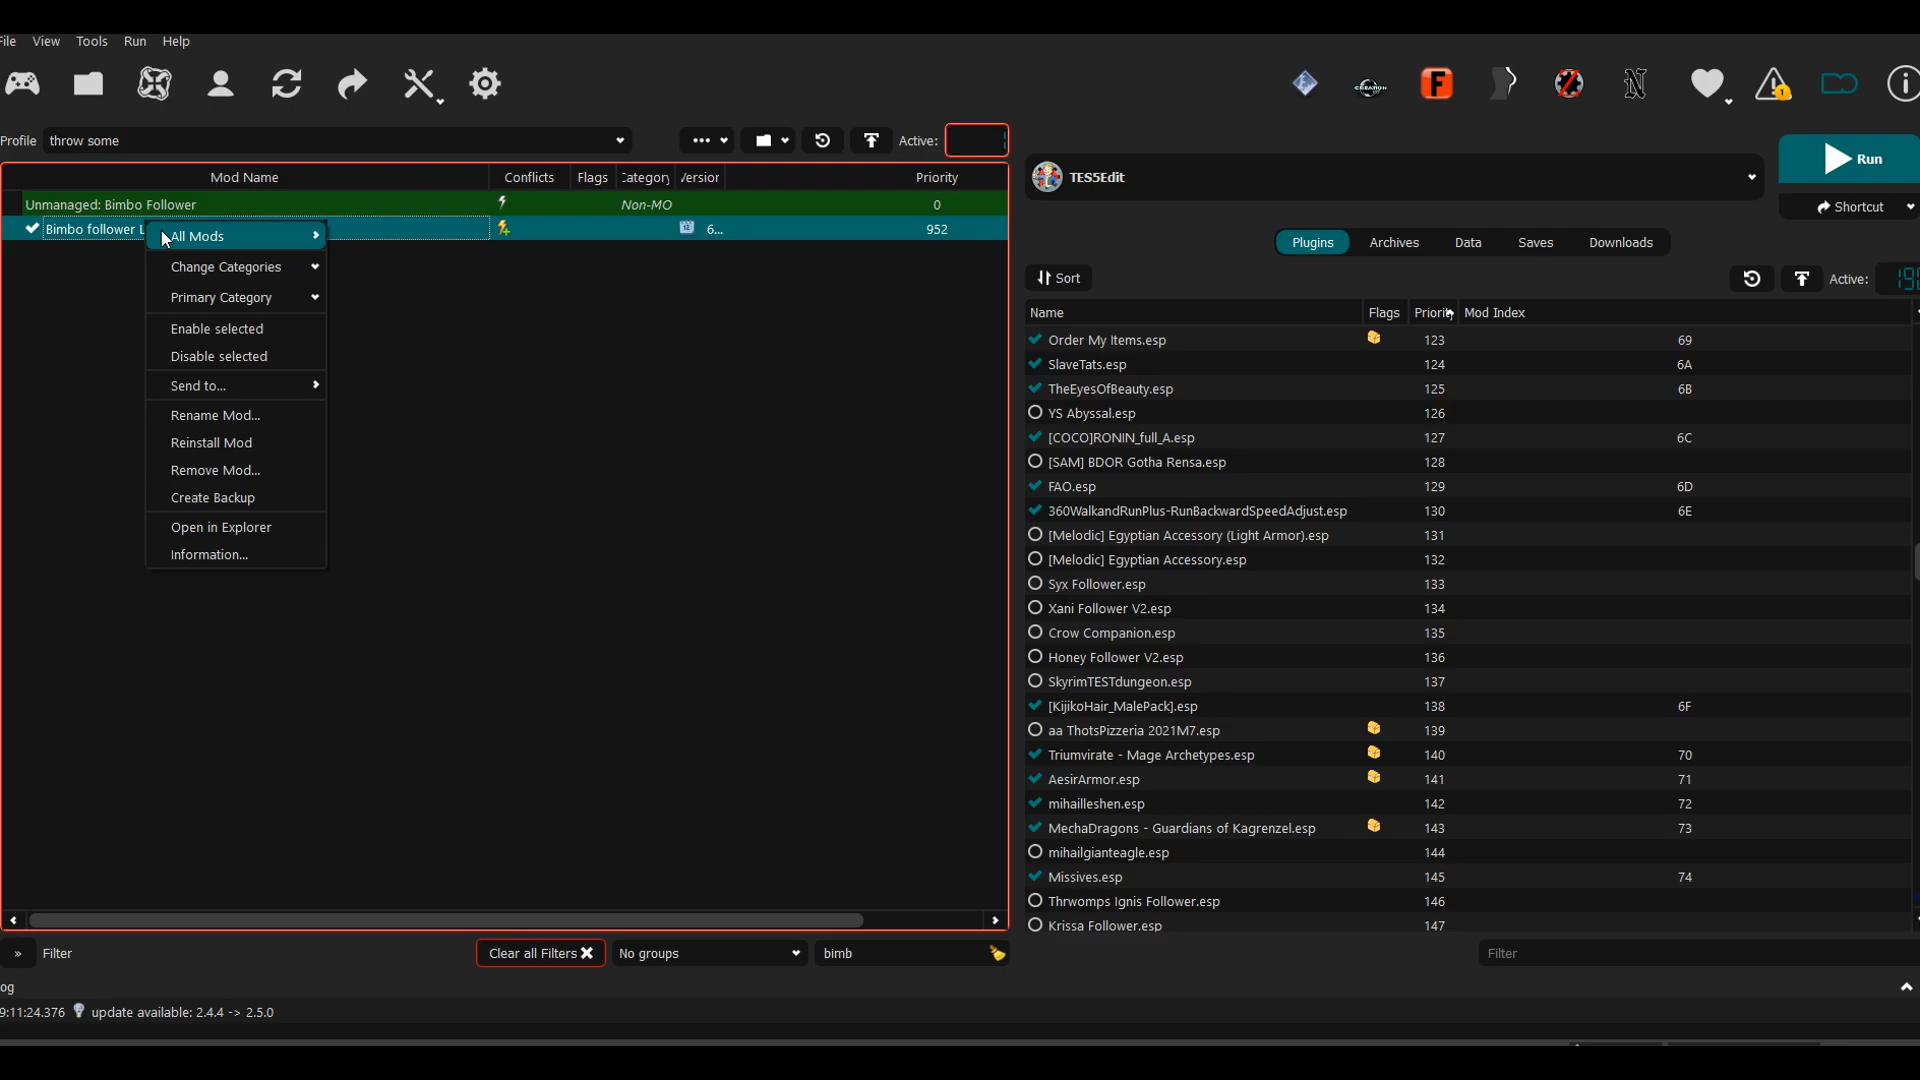 File View Tools Run Help
CREATION
F
N
1
Profile throw some
Active:
Mod Name Conflicts Flags Category Version Priority
Unmanaged: Bimbo Follower Non-MO 0
Bimbo follower 6... 952
All Mods
Change Categories
Primary Category
Enable selected
Disable selected
Send to...
Rename Mod...
Reinstall Mod
Remove Mod...
Create Backup
Open in Explorer
Information...
Clear all Filters No groups bimb
» Filter
og
9:11:24.376 update available: 2.4.4 -> 2.5.0
TES5Edit
Run
Shortcut
Plugins Archives Data Saves Downloads
Sort
Active: 190
Name Flags Priority Mod Index
Order My Items.esp 123 69
SlaveTats.esp 124 6A
TheEyesOfBeauty.esp 125 6B
YS Abyssal.esp 126
[COCO]RONIN_full_A.esp 127 6C
[SAM] BDOR Gotha Rensa.esp 128
FAO.esp 129 6D
360WalkandRunPlus-RunBackwardSpeedAdjust.esp 130 6E
[Melodic] Egyptian Accessory (Light Armor).esp 131
[Melodic] Egyptian Accessory.esp 132
Syx Follower.esp 133
Xani Follower V2.esp 134
Crow Companion.esp 135
Honey Follower V2.esp 136
SkyrimTESTdungeon.esp 137
[KijikoHair_MalePack].esp 138 6F
aa ThotsPizzeria 2021M7.esp 139
Triumvirate - Mage Archetypes.esp 140 70
AesirArmor.esp 141 71
mihailleshen.esp 142 72
MechaDragons - Guardians of Kagrenzel.esp 143 73
mihailgianteagle.esp 144
Missives.esp 145 74
Thrwomps Ignis Follower.esp 146
Krissa Follower.esp 147
Filter